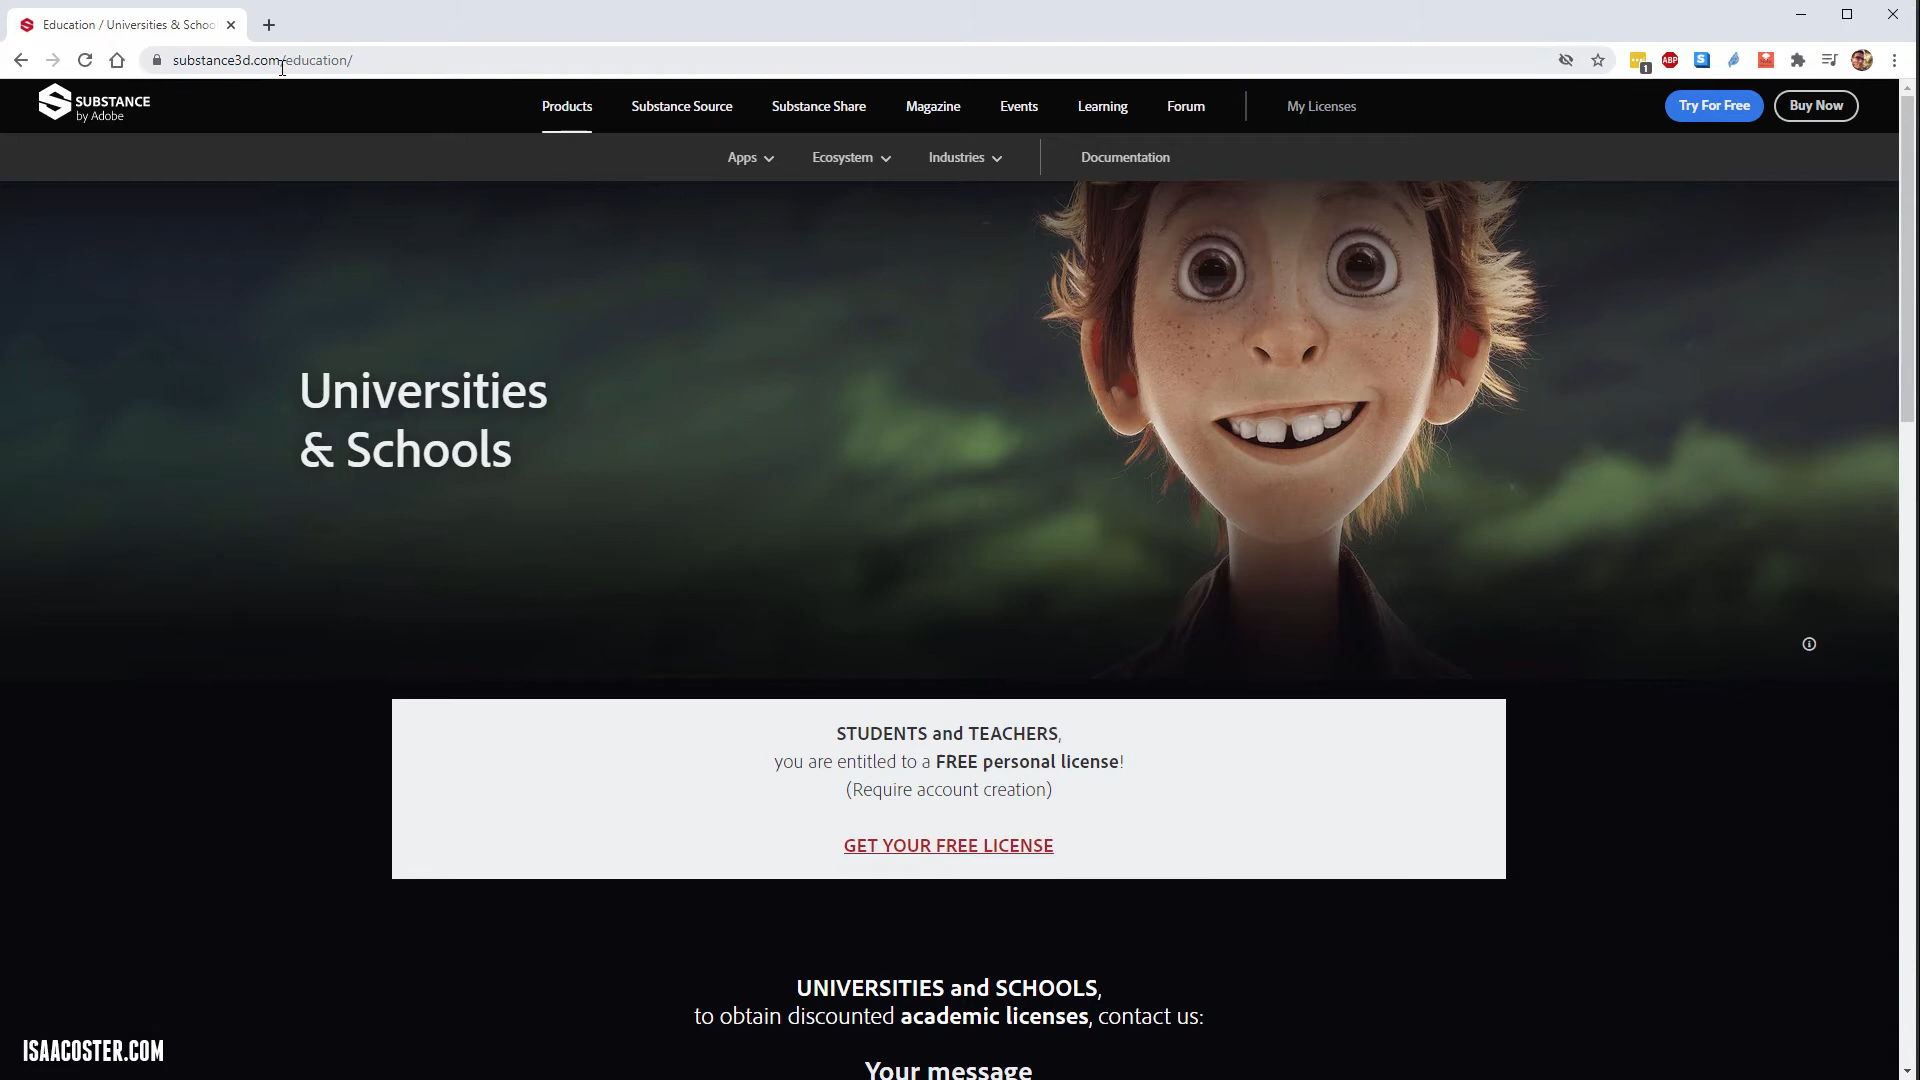 Education / Universities & Schoo
substance3d.com/education/
1
ABP
SUBSTANCE
by Adobe
Products
Substance Source
Substance Share
Magazine
Events
Learning
Forum
My Licenses
Try For Free
Buy Now
Apps
Ecosystem
Industries
Documentation
Universities
& Schools
STUDENTS and TEACHERS,
you are entitled to a FREE personal license!
(Require account creation)
GET YOUR FREE LICENSE
UNIVERSITIES and SCHOOLS,
to obtain discounted academic licenses, contact us:
Your message
ISAACOSTER.COM